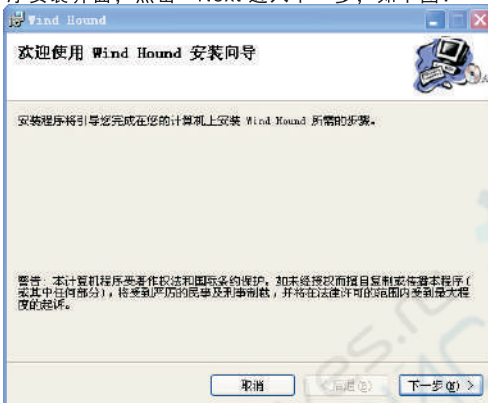 序安装界面，点击 Next 进入下一步，如下图：
Wind Hound
欢迎使用 Wind Hound 安装向导
安装程序将引导您完成在您的计算机上安装 Wind Hound 所需的步骤。
警告：本计算机程序受著作权法和国际条约保护。如未经授权而擅自复制或传播本程序(
或其中任何部分)，将受到严厉的民事及刑事制裁，并将在法律许可的范围内受到最大程
度的起诉。
取消
< 后退(B)
下一步(N) >